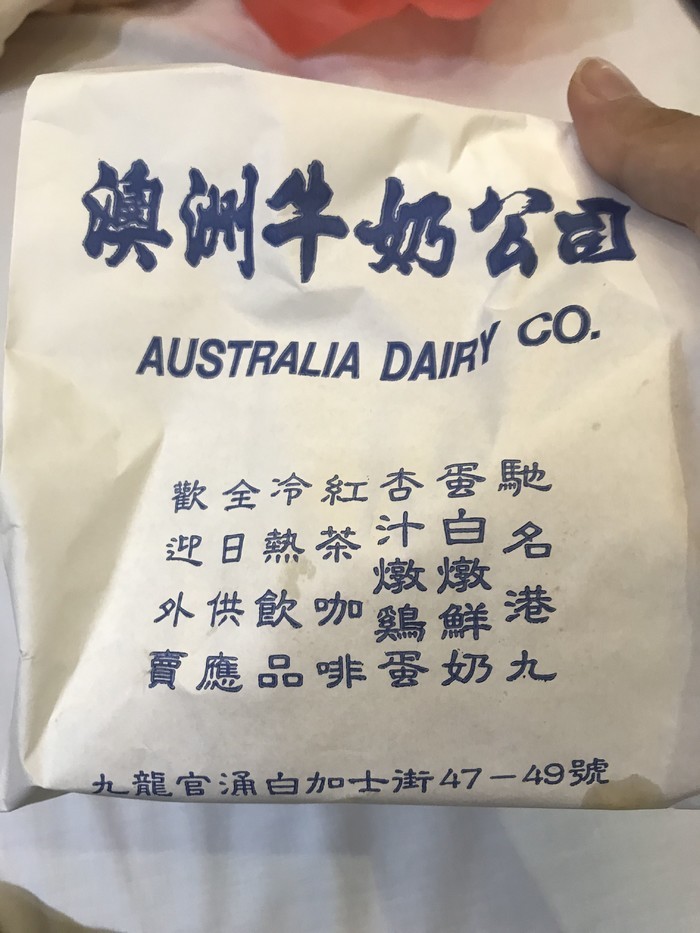 澳洲牛奶公司
AUSTRALIA DAIRY CO.
馳名港九
蛋白燉鮮奶
杏汁燉鷄蛋
紅茶咖啡
冷熱飲品
全日供應
歡迎外賣
九龍官涌白加士街47－49號